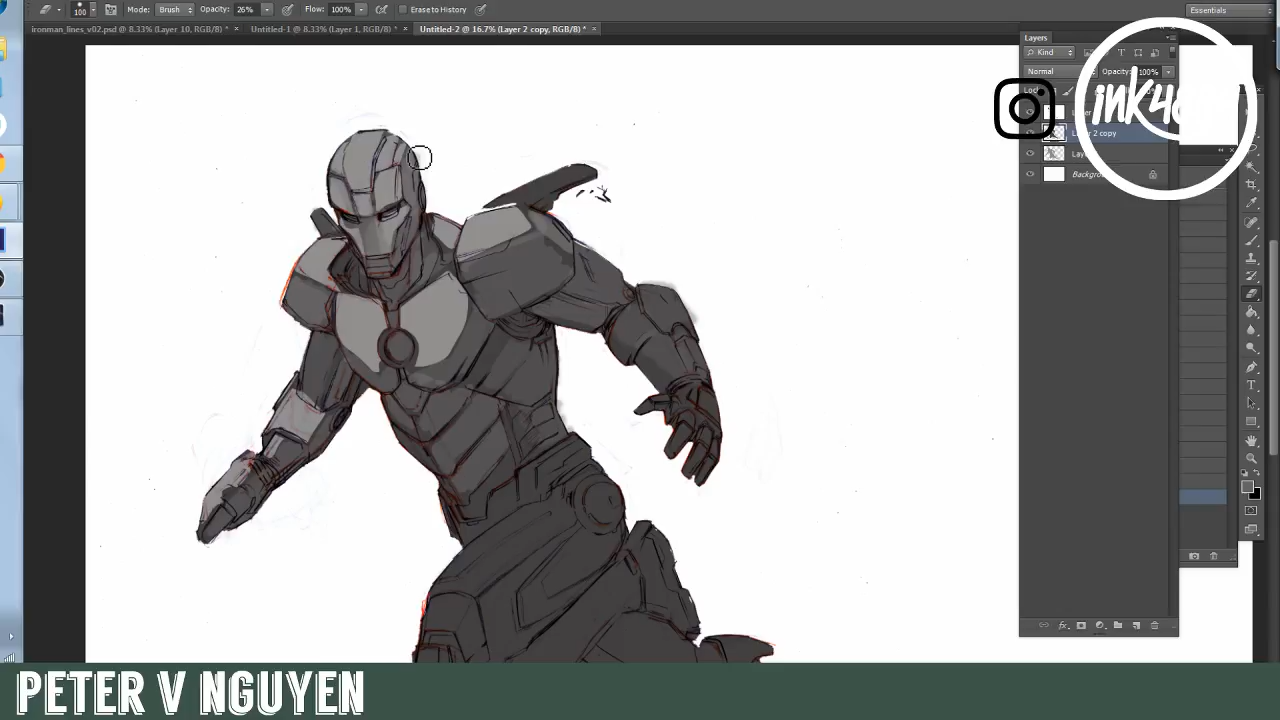 100 Mode: Brush Opacity: 26% Flow: 100% Erase to History Essentials
ironman_lines_v02.psd @ 8.33% (Layer 10, RGB/8) * × Untitled-1 @ 8.33% (Layer 1, RGB/8) * × Untitled-2 @ 16.7% (Layer 2 copy, RGB/8) * ×
Layers
Kind
Normal Opacity: 100%
ink
Layer 2 copy
PETER V NGUYEN